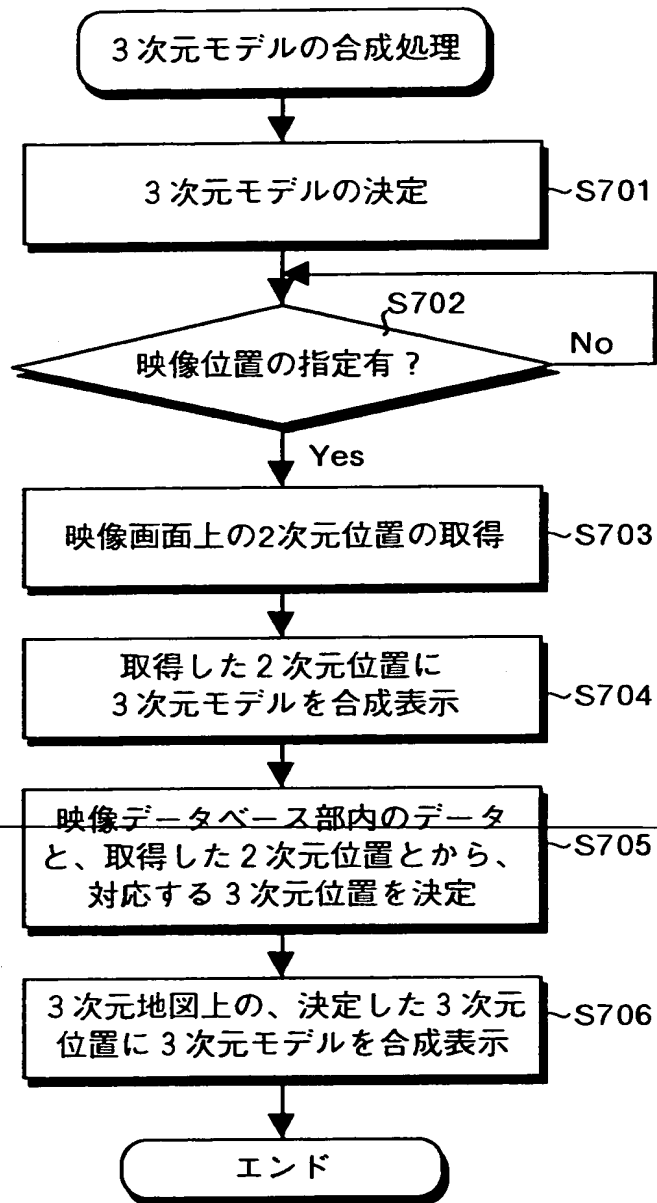 3次元モデルの合成処理
3次元モデルの決定
S701
S702
映像位置の指定有?
No
Yes
映像画面上の2次元位置の取得
S703
取得した2次元位置に
3次元モデルを合成表示
S704
映像データベース部内のデータ
と、取得した2次元位置とから、
対応する3次元位置を決定
S705
3次元地図上の、決定した3次元
位置に3次元モデルを合成表示
S706
エンド